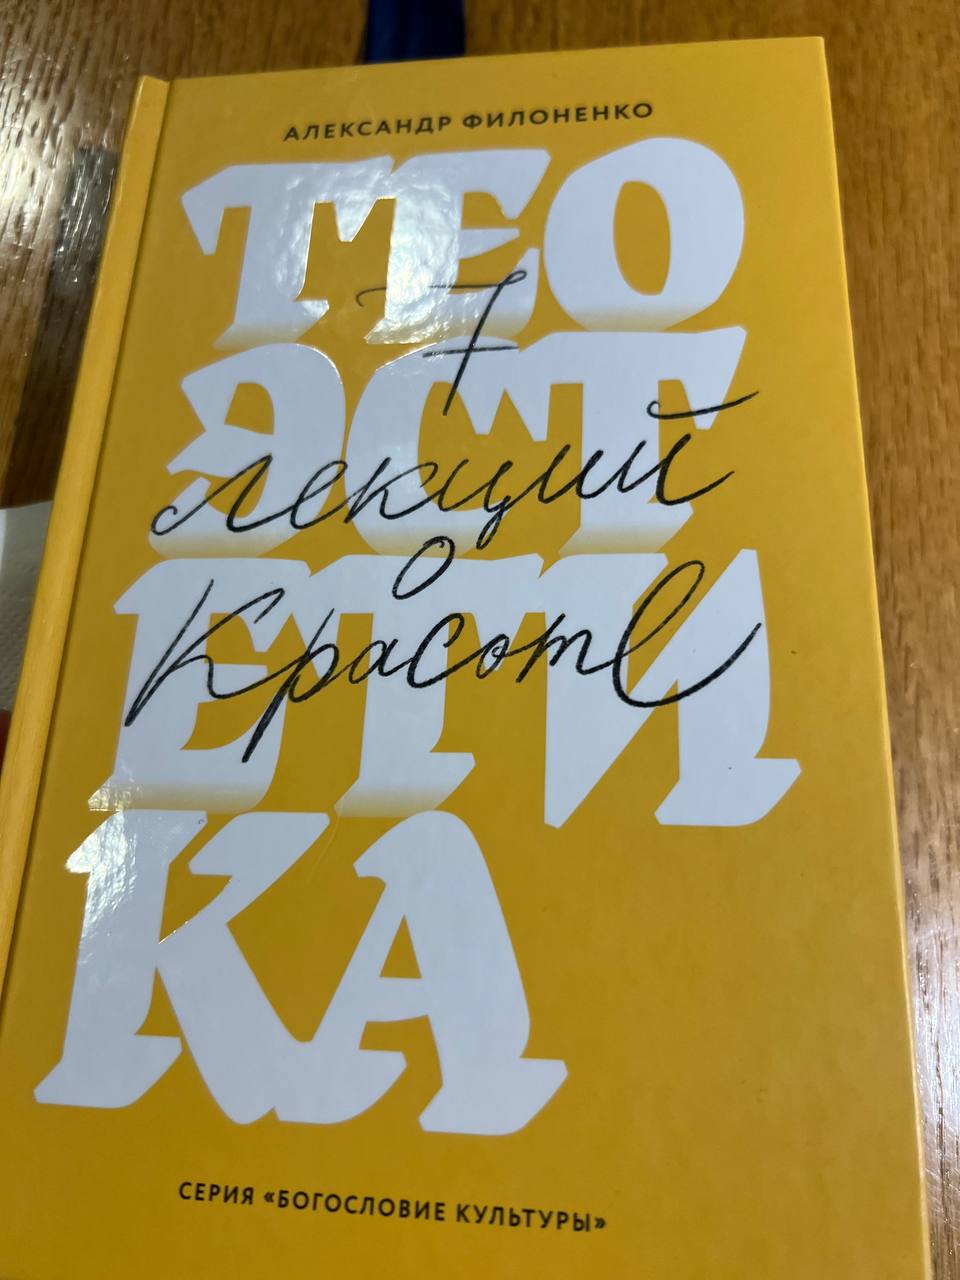 АЛЕКСАНДР ФИЛОНЕНКО
ТЕО
ЭСТ
ЕТИ
КА
7
лекций
о
Красоте
СЕРИЯ «БОГОСЛОВИЕ КУЛЬТУРЫ»